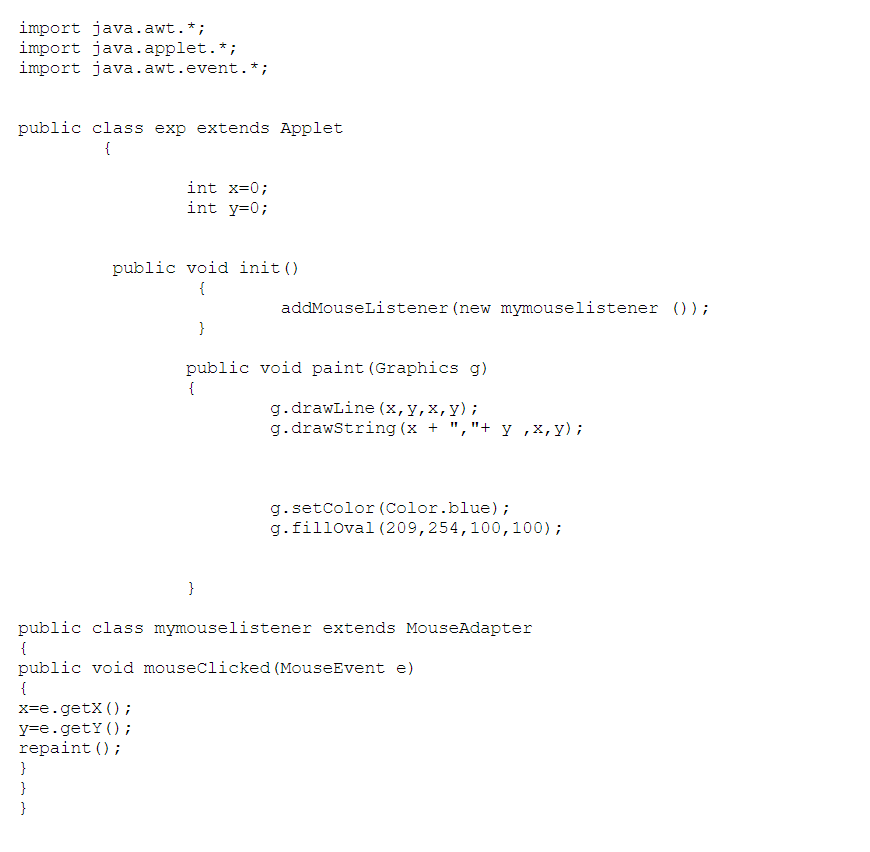 import java.awt.*;
import java.applet.*;
import java.awt.event.*;
public class exp extends Applet
{
int x=0;
int y=0;
public void init()
{
addMouseListener(new mymouselistener ());
}
public void paint(Graphics g)
{
g.drawLine(x,y,x,y);
g.drawString(x + ","+ y ,x,y);
g.setColor(Color.blue);
g.fillOval(209,254,100,100);
}
public class mymouselistener extends MouseAdapter
{
public void mouseClicked(MouseEvent e)
{
x=e.getX();
y=e.getY();
repaint();
}
}
}